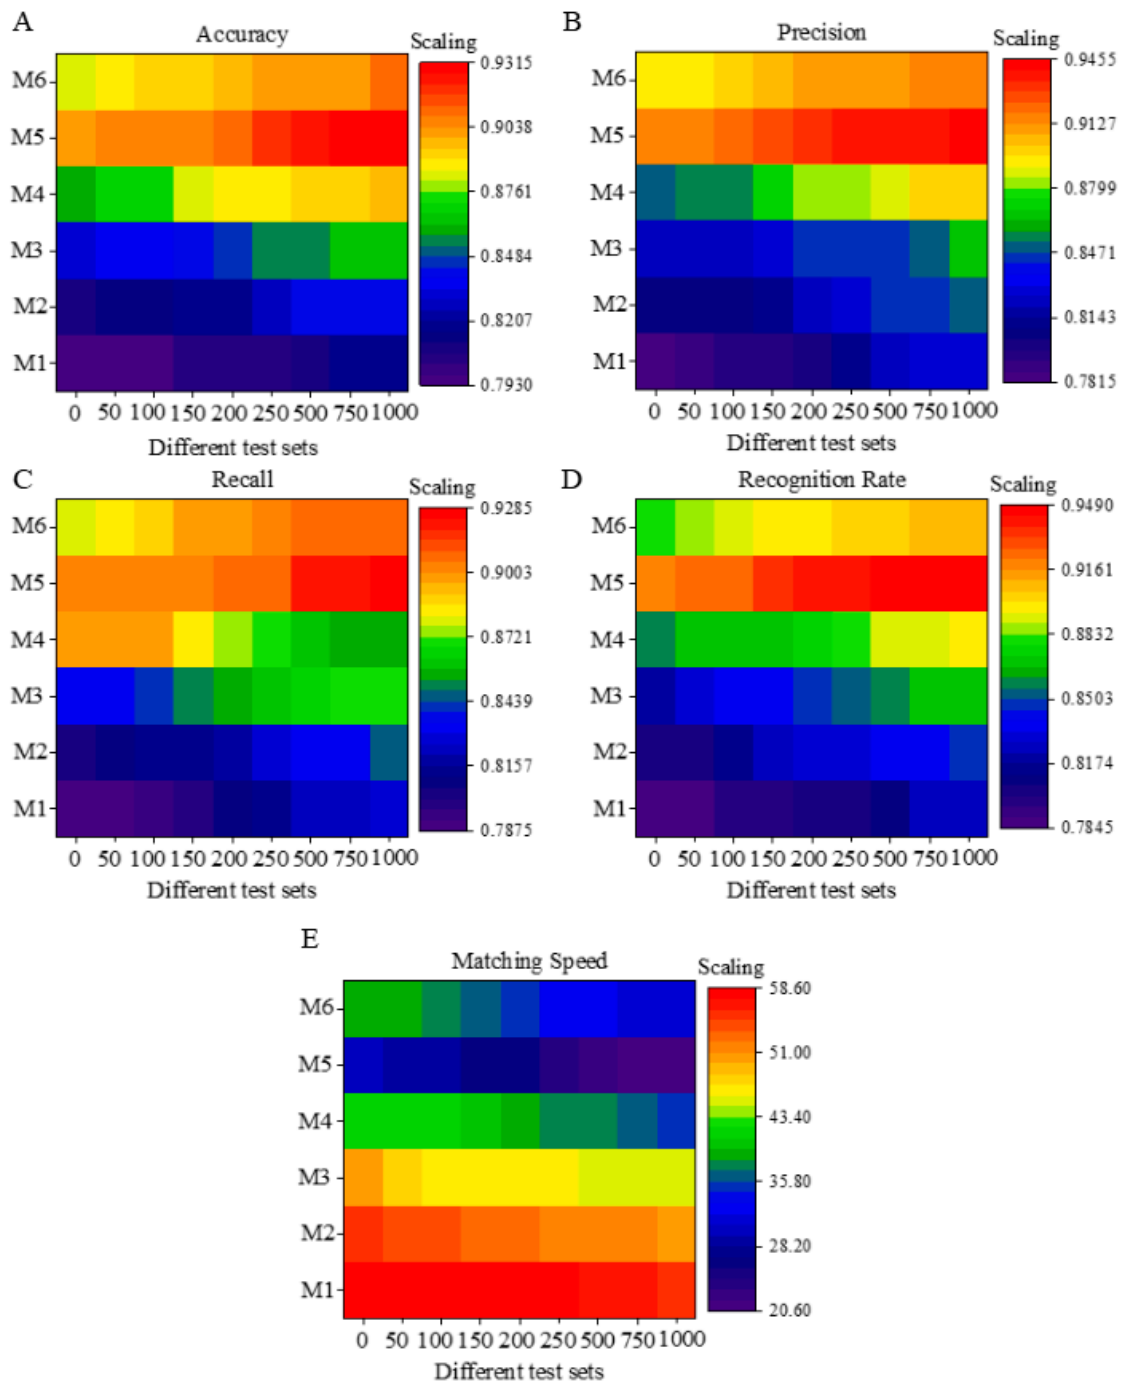 A
Accuracy
Scaling
M6
M5
M4
M3
M2
M1
0.9315
0.9038
0.8761
0.8484
0.8207
0.7930
0 50 100 150 200 250 500 750 1000
Different test sets
B
Precision
Scaling
M6
M5
M4
M3
M2
M1
0.9455
0.9127
0.8799
0.8471
0.8143
0.7815
0 50 100 150 200 250 500 750 1000
Different test sets
C
Recall
Scaling
M6
M5
M4
M3
M2
M1
0.9285
0.9003
0.8721
0.8439
0.8157
0.7875
0 50 100 150 200 250 500 750 1000
Different test sets
D
Recognition Rate
Scaling
M6
M5
M4
M3
M2
M1
0.9490
0.9161
0.8832
0.8503
0.8174
0.7845
0 50 100 150 200 250 500 750 1000
Different test sets
E
Matching Speed
Scaling
M6
M5
M4
M3
M2
M1
58.60
51.00
43.40
35.80
28.20
20.60
0 50 100 150 200 250 500 750 1000
Different test sets